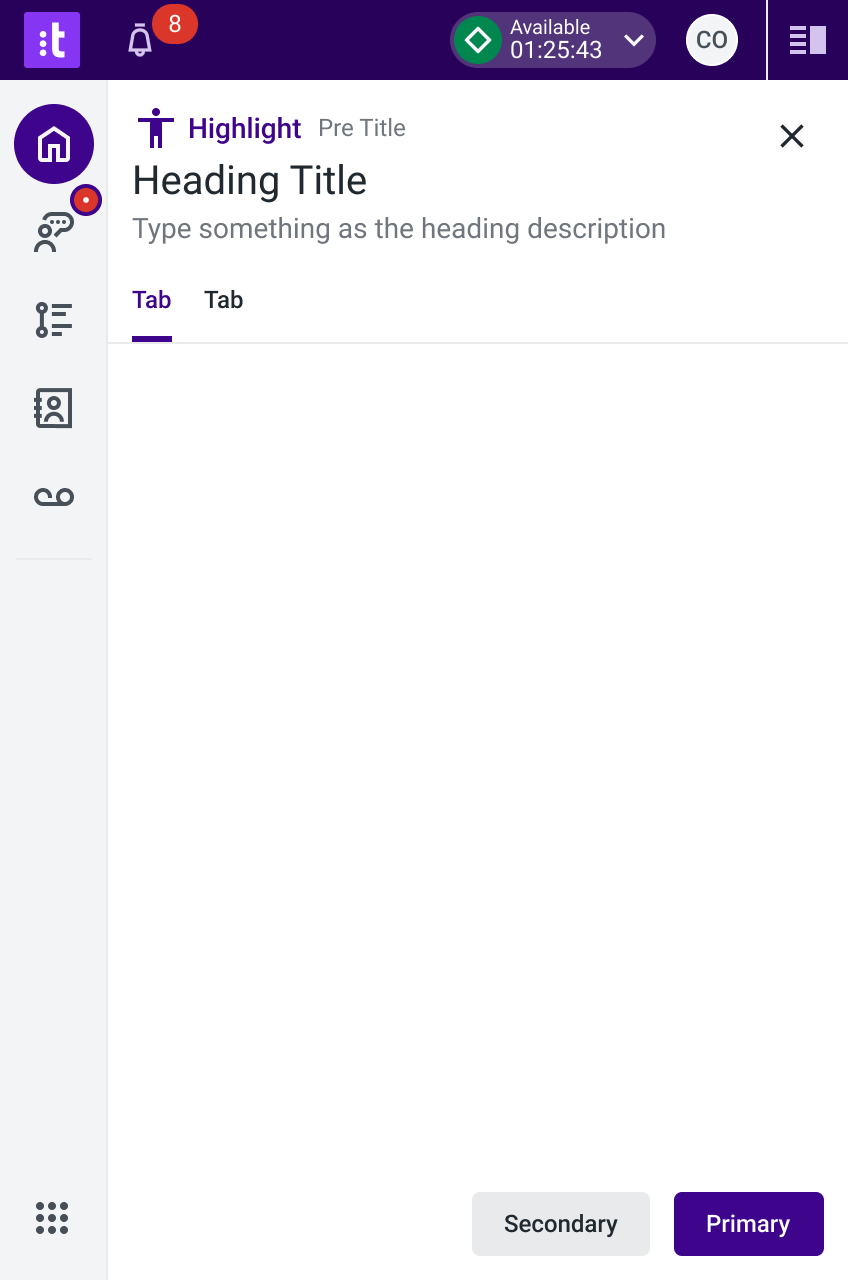 :t
8
Available
01:25:43
CO
Highlight Pre Title
Heading Title
Type something as the heading description
Tab Tab
Secondary Primary